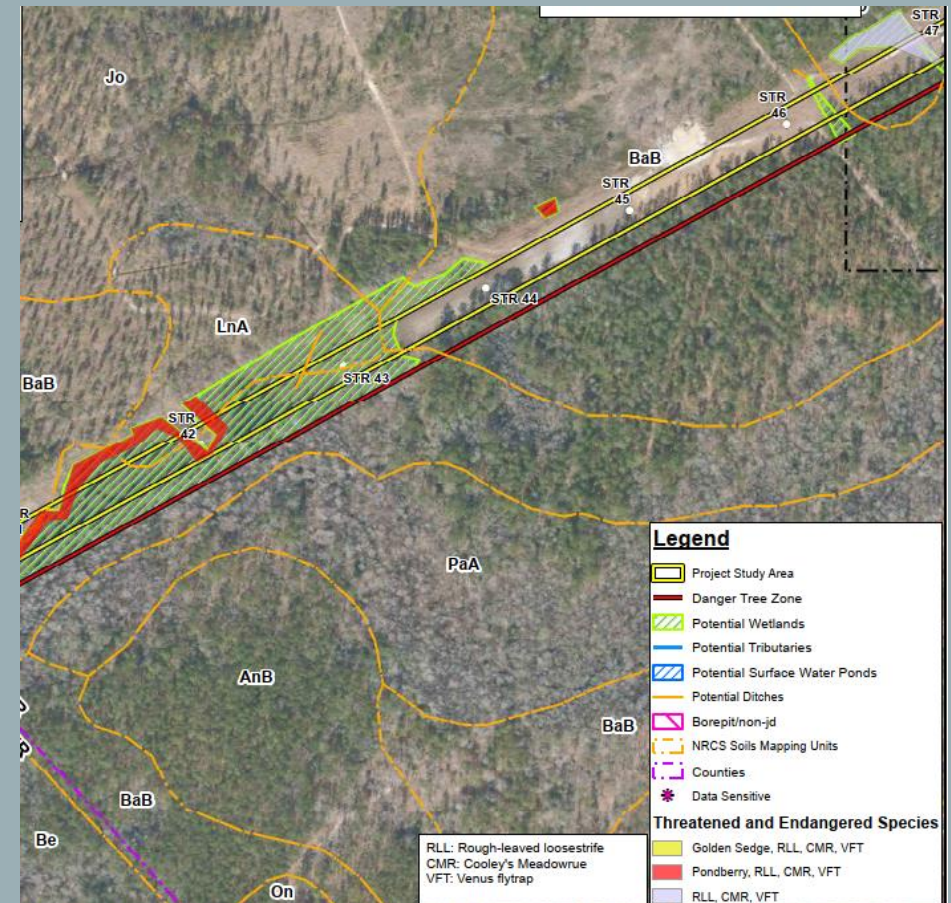 STR
47
Jo
STR
46
BaB
STR
45
STR 44
LnA
STR 43
BaB
STR
42
PaA
AnB
BaB
BaB
Be
On
RLL: Rough-leaved loosestrife
CMR: Cooley's Meadowrue
VFT: Venus flytrap
Legend
Project Study Area
Danger Tree Zone
Potential Wetlands
Potential Tributaries
Potential Surface Water Ponds
Potential Ditches
Borepit/non-jd
NRCS Soils Mapping Units
Counties
Data Sensitive
Threatened and Endangered Species
Golden Sedge, RLL, CMR, VFT
Pondberry, RLL, CMR, VFT
RLL, CMR, VFT